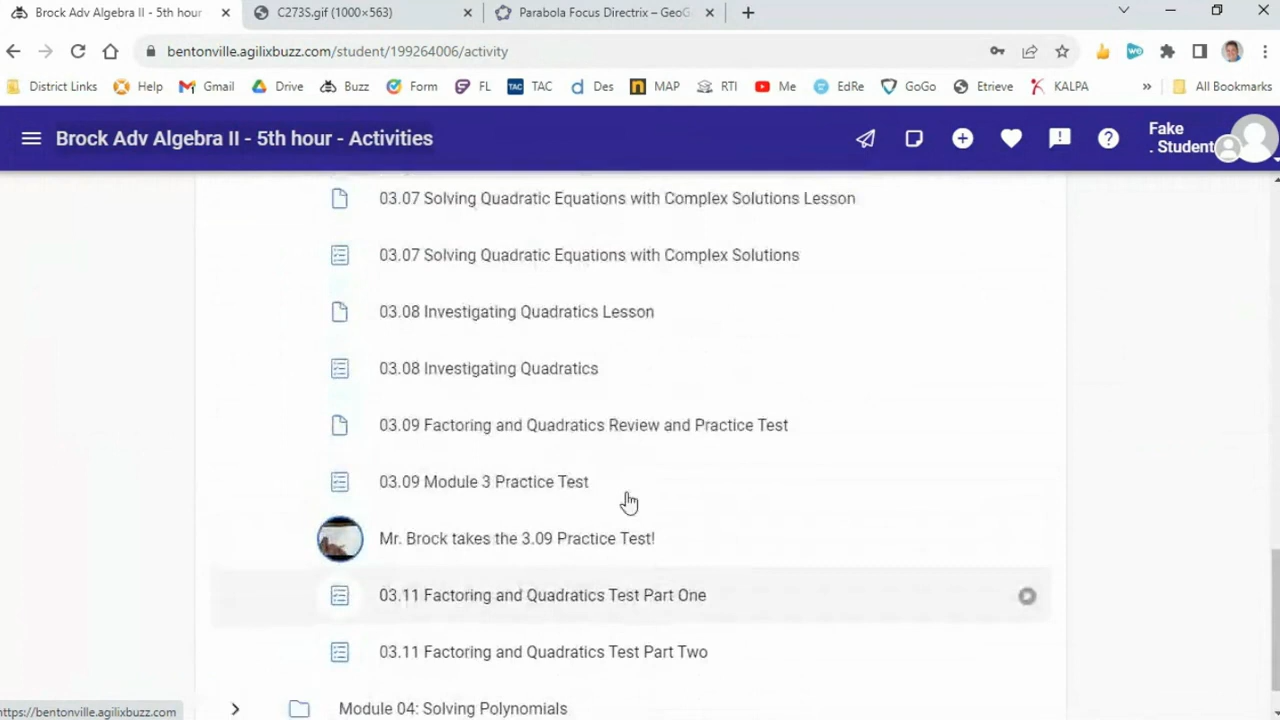 Brock Adv Algebra II - 5th hour
C273S.gif (1000×563)
Parabola Focus Directrix – GeoG
bentonville.agilixbuzz.com/student/199264006/activity
District Links Help Gmail Drive Buzz Form FL TAC TAC Des MAP RTI Me EdRe GoGo Etrieve KALPA » All Bookmarks
Brock Adv Algebra II - 5th hour - Activities
Fake
. Student
03.07 Solving Quadratic Equations with Complex Solutions Lesson
03.07 Solving Quadratic Equations with Complex Solutions
03.08 Investigating Quadratics Lesson
03.08 Investigating Quadratics
03.09 Factoring and Quadratics Review and Practice Test
03.09 Module 3 Practice Test
Mr. Brock takes the 3.09 Practice Test!
03.11 Factoring and Quadratics Test Part One
03.11 Factoring and Quadratics Test Part Two
Module 04: Solving Polynomials
https://bentonville.agilixbuzz.com